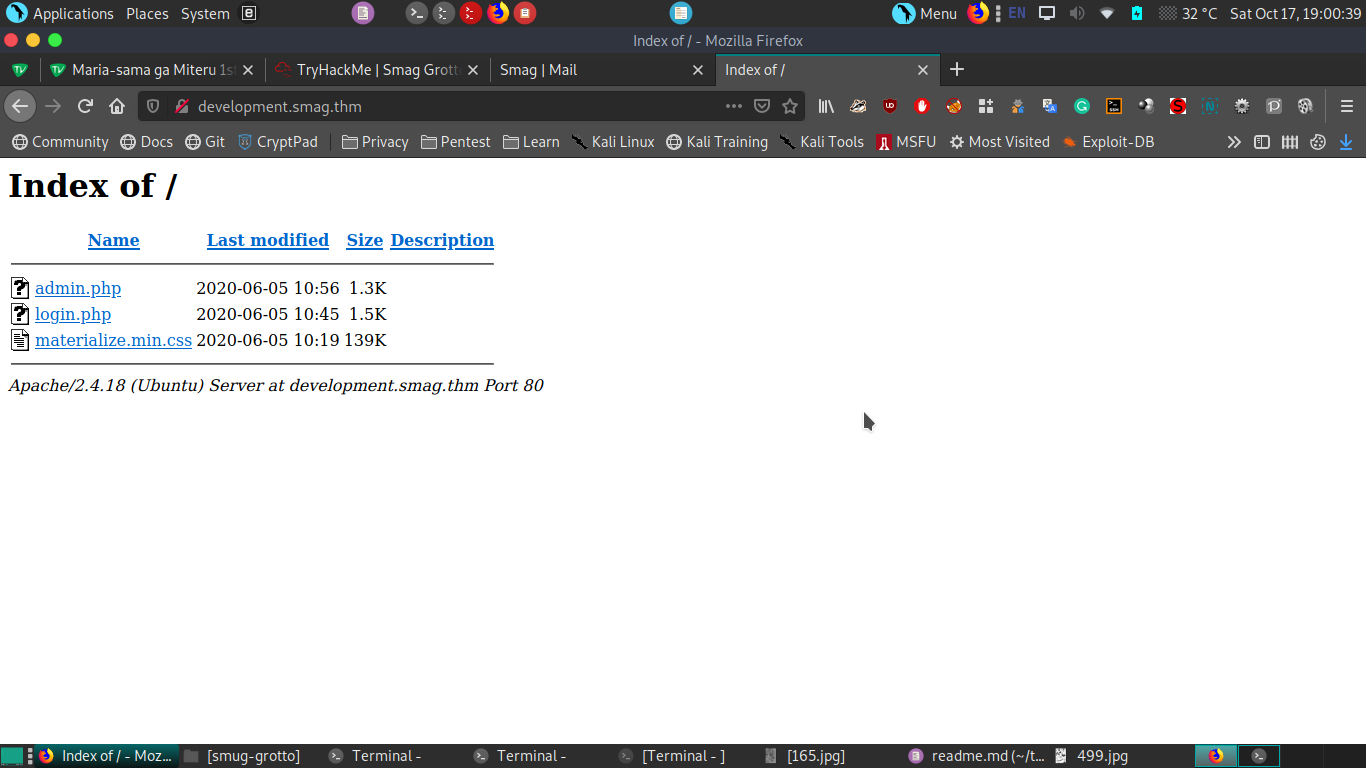 Applications Places System
Menu EN 32 °C Sat Oct 17, 19:00:39
Index of / - Mozilla Firefox
Maria-sama ga Miteru 1st TryHackMe | Smag Grotto Smag | Mail Index of /
development.smag.thm
Community Docs Git CryptPad Privacy Pentest Learn Kali Linux Kali Training Kali Tools MSFU Most Visited Exploit-DB
Index of /
Name Last modified Size Description
admin.php 2020-06-05 10:56 1.3K
login.php 2020-06-05 10:45 1.5K
materialize.min.css 2020-06-05 10:19 139K
Apache/2.4.18 (Ubuntu) Server at development.smag.thm Port 80
Index of / - Moz... [smug-grotto] Terminal - Terminal - [Terminal - ] [165.jpg] readme.md (~/t... 499.jpg